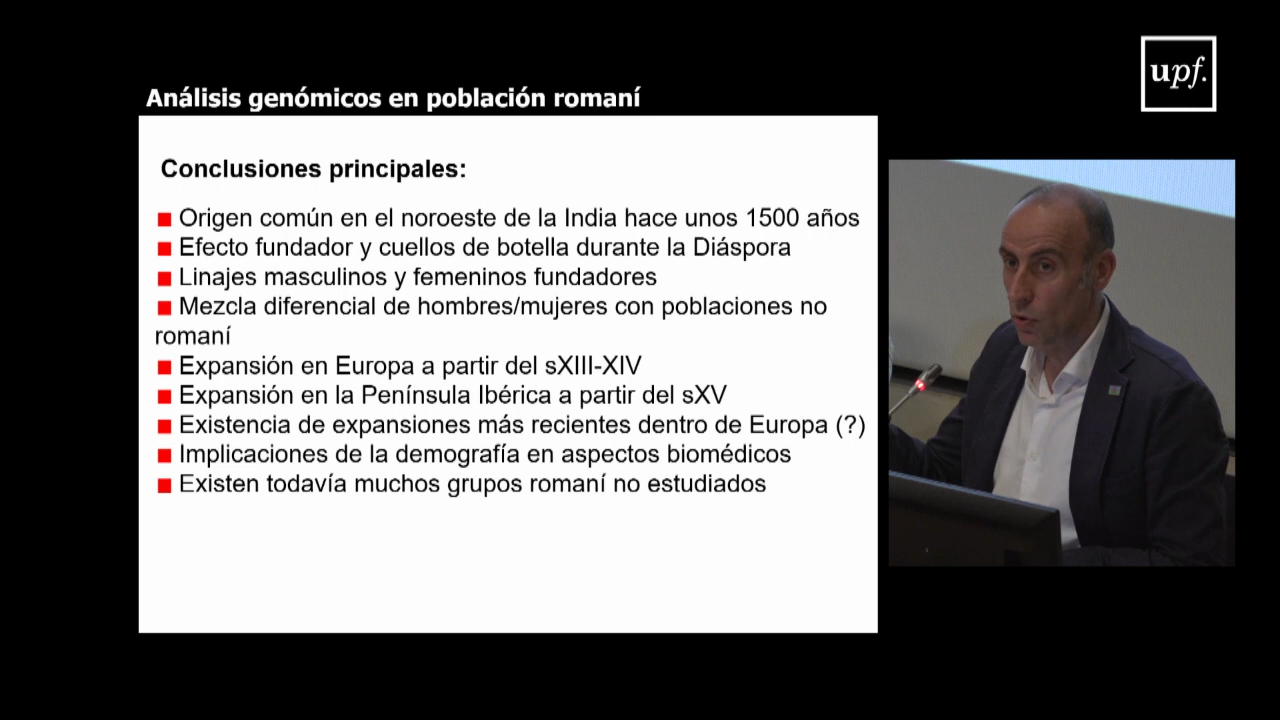 upf.
Análisis genómicos en población romaní
Conclusiones principales:
Origen común en el noroeste de la India hace unos 1500 años
Efecto fundador y cuellos de botella durante la Diáspora
Linajes masculinos y femeninos fundadores
Mezcla diferencial de hombres/mujeres con poblaciones no
romaní
Expansión en Europa a partir del sXIII-XIV
Expansión en la Península Ibérica a partir del sXV
Existencia de expansiones más recientes dentro de Europa (?)
Implicaciones de la demografía en aspectos biomédicos
Existen todavía muchos grupos romaní no estudiados